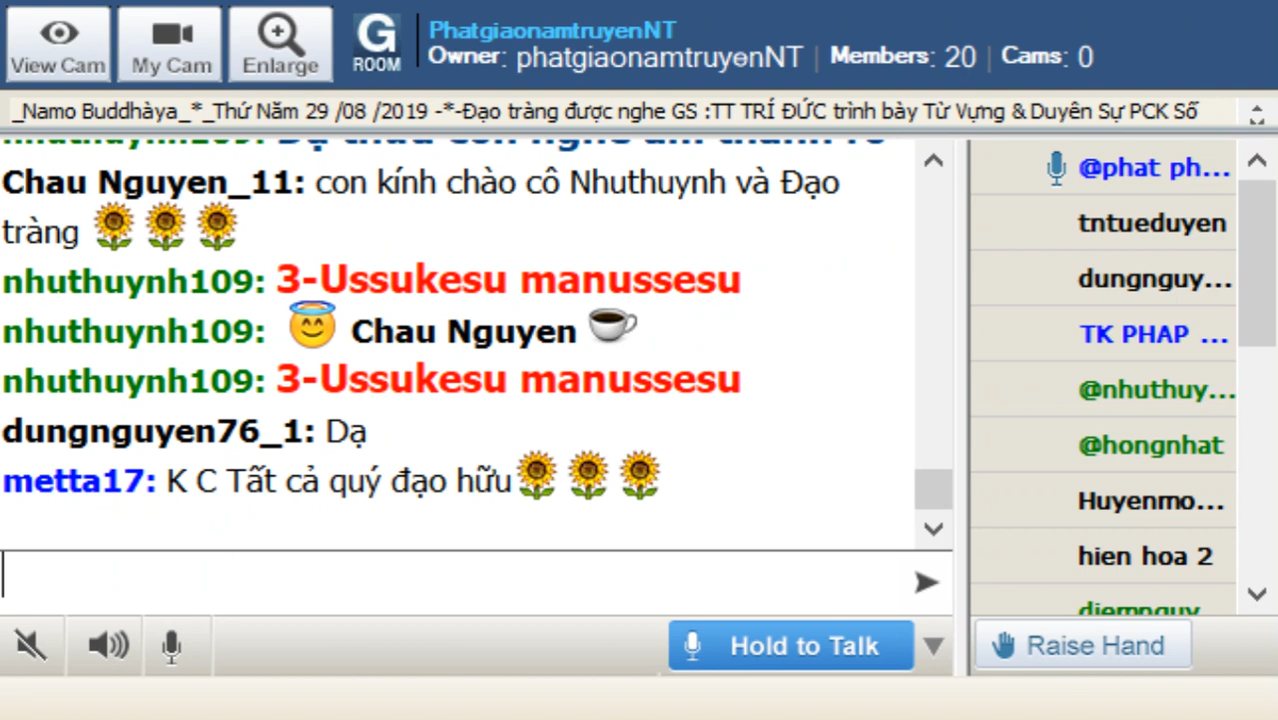 View Cam
My Cam
Enlarge
G
ROOM
PhatgiaonamtruyenNT
Owner: phatgiaonamtruyenNT | Members: 20 | Cams: 0
_Namo Buddhàya_*_Thứ Năm 29 /08 /2019 -*-Đạo tràng được nghe GS :TT TRÍ ĐỨC trình bày Từ Vựng & Duyên Sự PCK Số
Chau Nguyen_11: con kính chào cô Nhuthuynh và Đạo
tràng
nhuthuynh109: 3-Ussukesu manussesu
nhuthuynh109: Chau Nguyen
nhuthuynh109: 3-Ussukesu manussesu
dungnguyen76_1: Dạ
metta17: K C Tất cả quý đạo hữu
@phat ph...
tntueduyen
dungnguy...
TK PHAP ...
@nhuthuy...
@hongnhat
Huyenmo...
hien hoa 2
Hold to Talk
Raise Hand